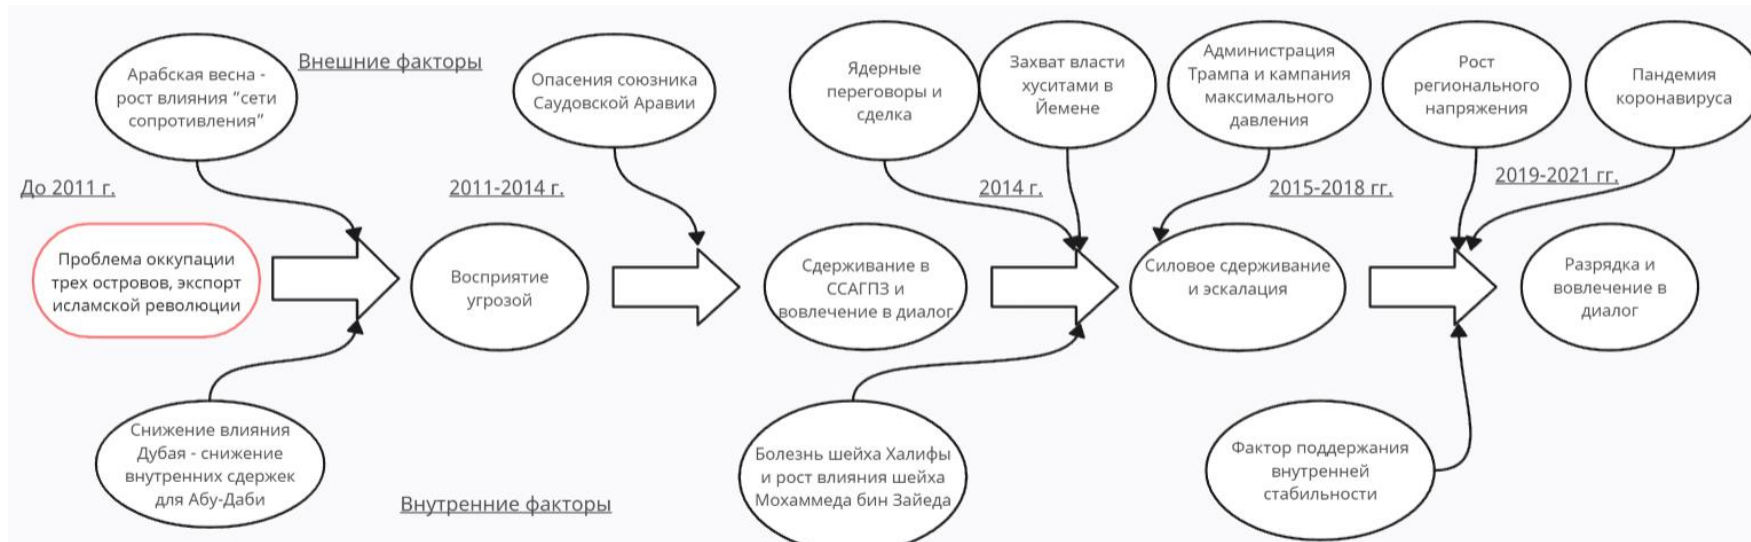 Арабская весна -
рост влияния "сети
сопротивления"
Внешние факторы
Опасения союзника
Саудовской Аравии
Ядерные
переговоры и
сделка
Захват власти
хуситами в
Йемене
Администрация
Трампа и кампания
максимального
давления
Рост
регионального
напряжения
Пандемия
коронавируса
До 2011 г.
2011-2014 г.
2014 г.
2015-2018 гг.
2019-2021 гг.
Проблема оккупации
трех островов, экспорт
исламской революции
Восприятие
угрозой
Сдерживание в
ССАГПЗ и
вовлечение в диалог
Силовое сдерживание
и эскалация
Разрядка и
вовлечение в
диалог
Снижение влияния
Дубая - снижение
внутренних сдержек
для Абу-Даби
Внутренние факторы
Болезнь шейха Халифы
и рост влияния шейха
Мохаммеда бин Зайеда
Фактор поддержания
внутренней
стабильности